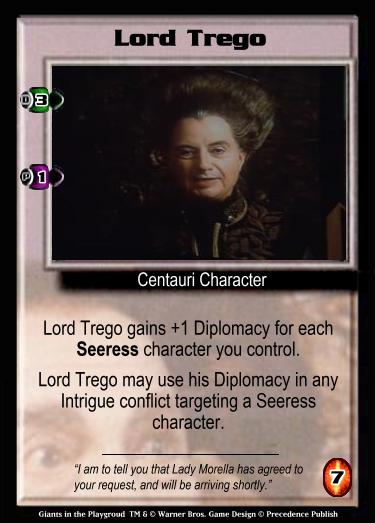 Lord Trego
D 3
P 1
Centauri Character
Lord Trego gains +1 Diplomacy for each
Seeress character you control.
Lord Trego may use his Diplomacy in any
Intrigue conflict targeting a Seeress
character.
“I am to tell you that Lady Morella has agreed to
your request, and will be arriving shortly.”
7
Giants in the Playgroud TM & © Warner Bros. Game Design © Precedence Publish